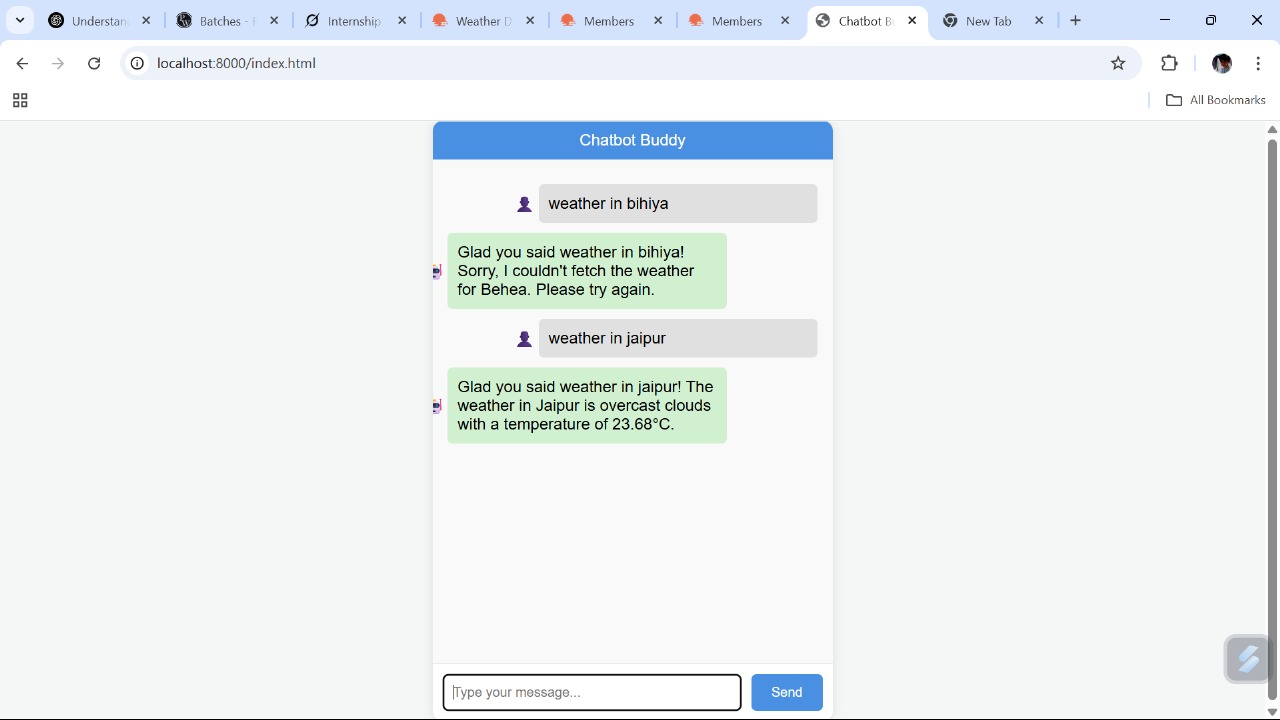 Understan
Batches - F
Internship
Weather D
Members
Members
Chatbot B
New Tab
localhost:8000/index.html
All Bookmarks
Chatbot Buddy
weather in bihiya
Glad you said weather in bihiya!
Sorry, I couldn't fetch the weather
for Behea. Please try again.
weather in jaipur
Glad you said weather in jaipur! The
weather in Jaipur is overcast clouds
with a temperature of 23.68°C.
Type your message...
Send